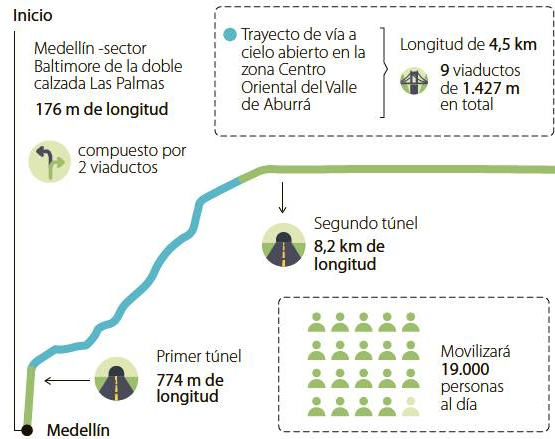 Inicio
Medellín -sector
Baltimore de la doble
calzada Las Palmas
176 m de longitud
compuesto por
2 viaductos
Trayecto de vía a
cielo abierto en la
zona Centro
Oriental del Valle
de Aburrá
Longitud de 4,5 km
9 viaductos
de 1.427 m
en total
Segundo túnel
8,2 km de
longitud
Primer túnel
774 m de
longitud
Movilizará
19.000
personas
al día
Medellín